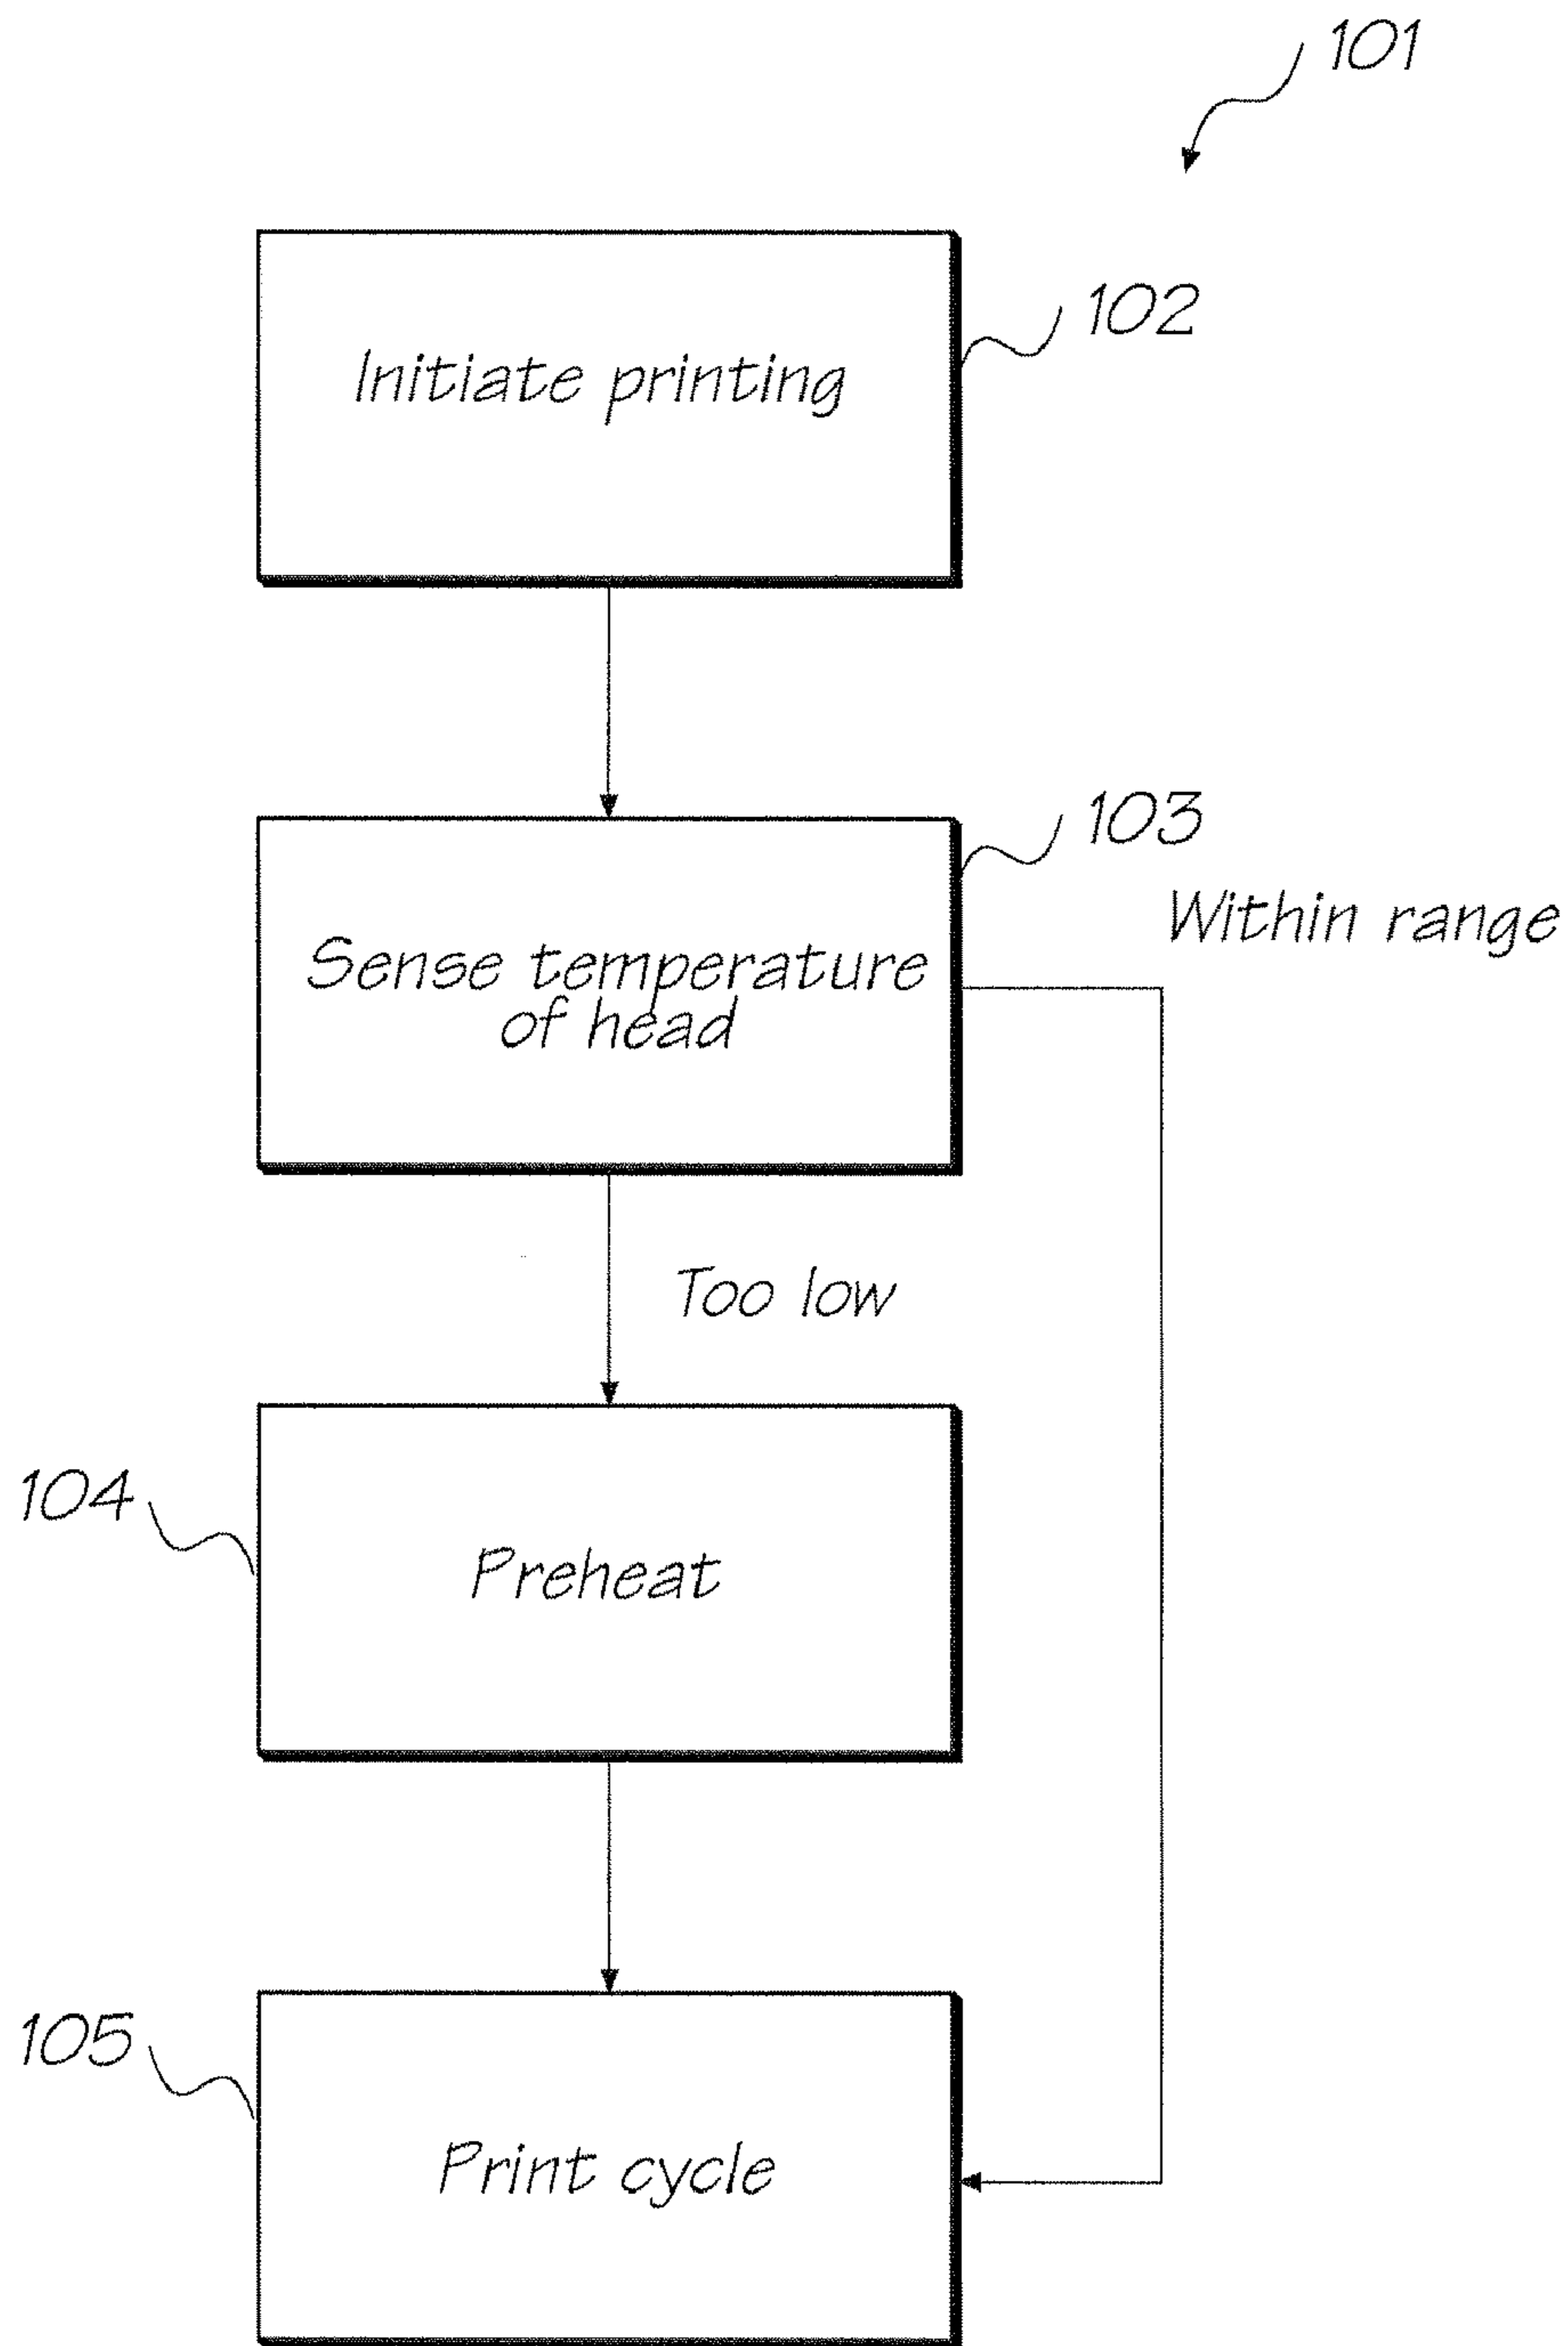 101
Initiate printing
102
103
Within range
Sense temperature
of head
Too low
104
Preheat
105
Print cycle